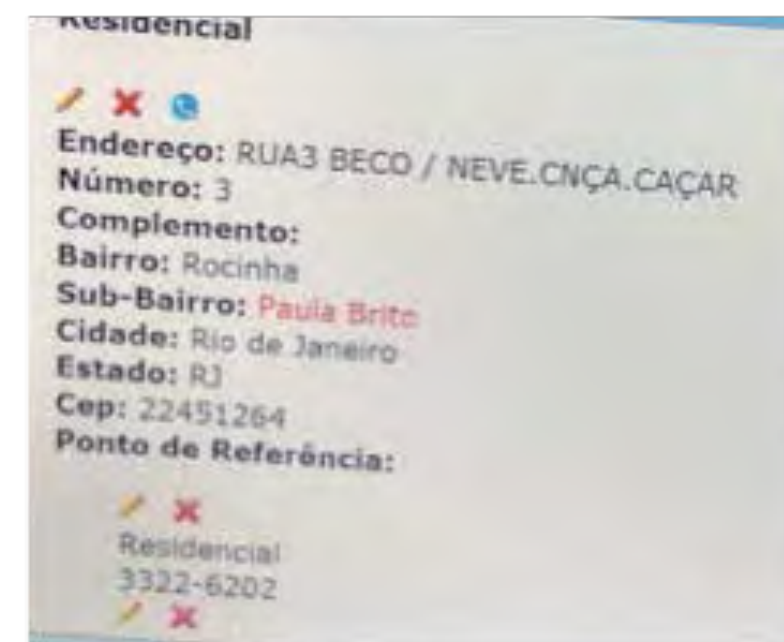 Residencial
Endereço: RUA3 BECO / NEVE.CNÇA.CAÇAR
Número: 3
Complemento:
Bairro: Rocinha
Sub-Bairro: Paula Brito
Cidade: Rio de Janeiro
Estado: RJ
Cep: 22451264
Ponto de Referência:
Residencial
3322-6202